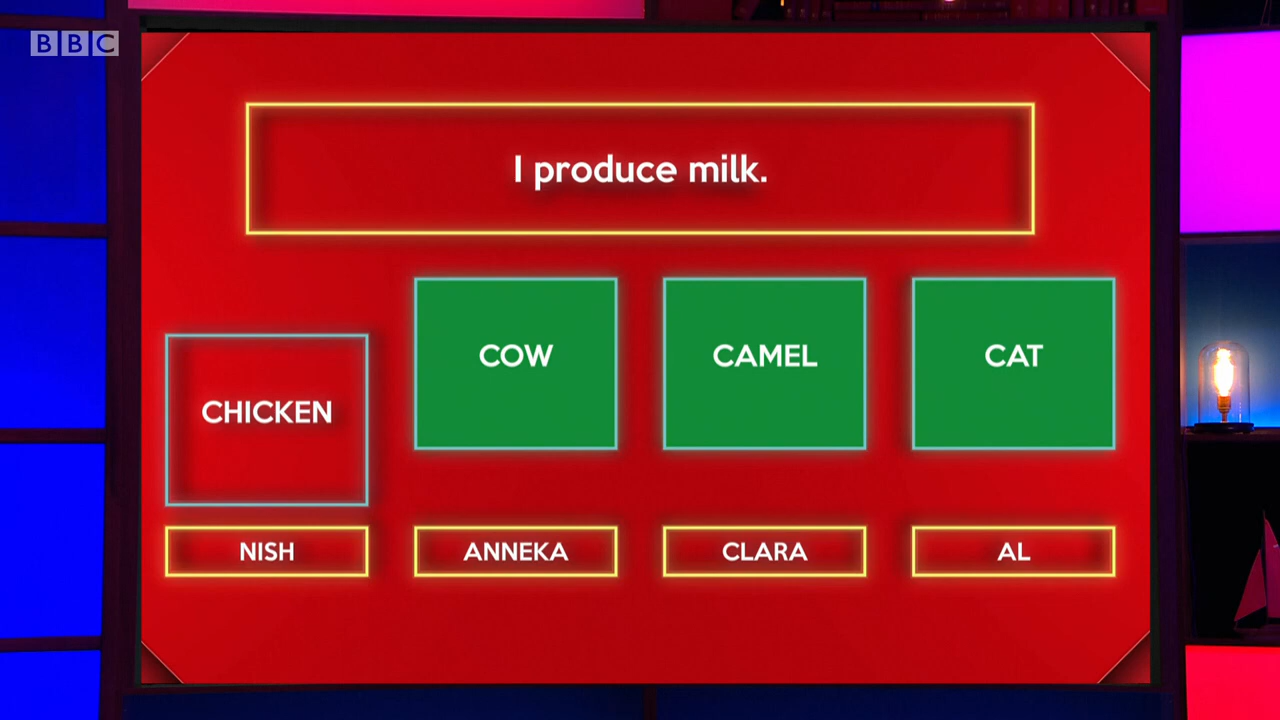 BBC
I produce milk.
CHICKEN
COW
CAMEL
CAT
NISH
ANNEKA
CLARA
AL